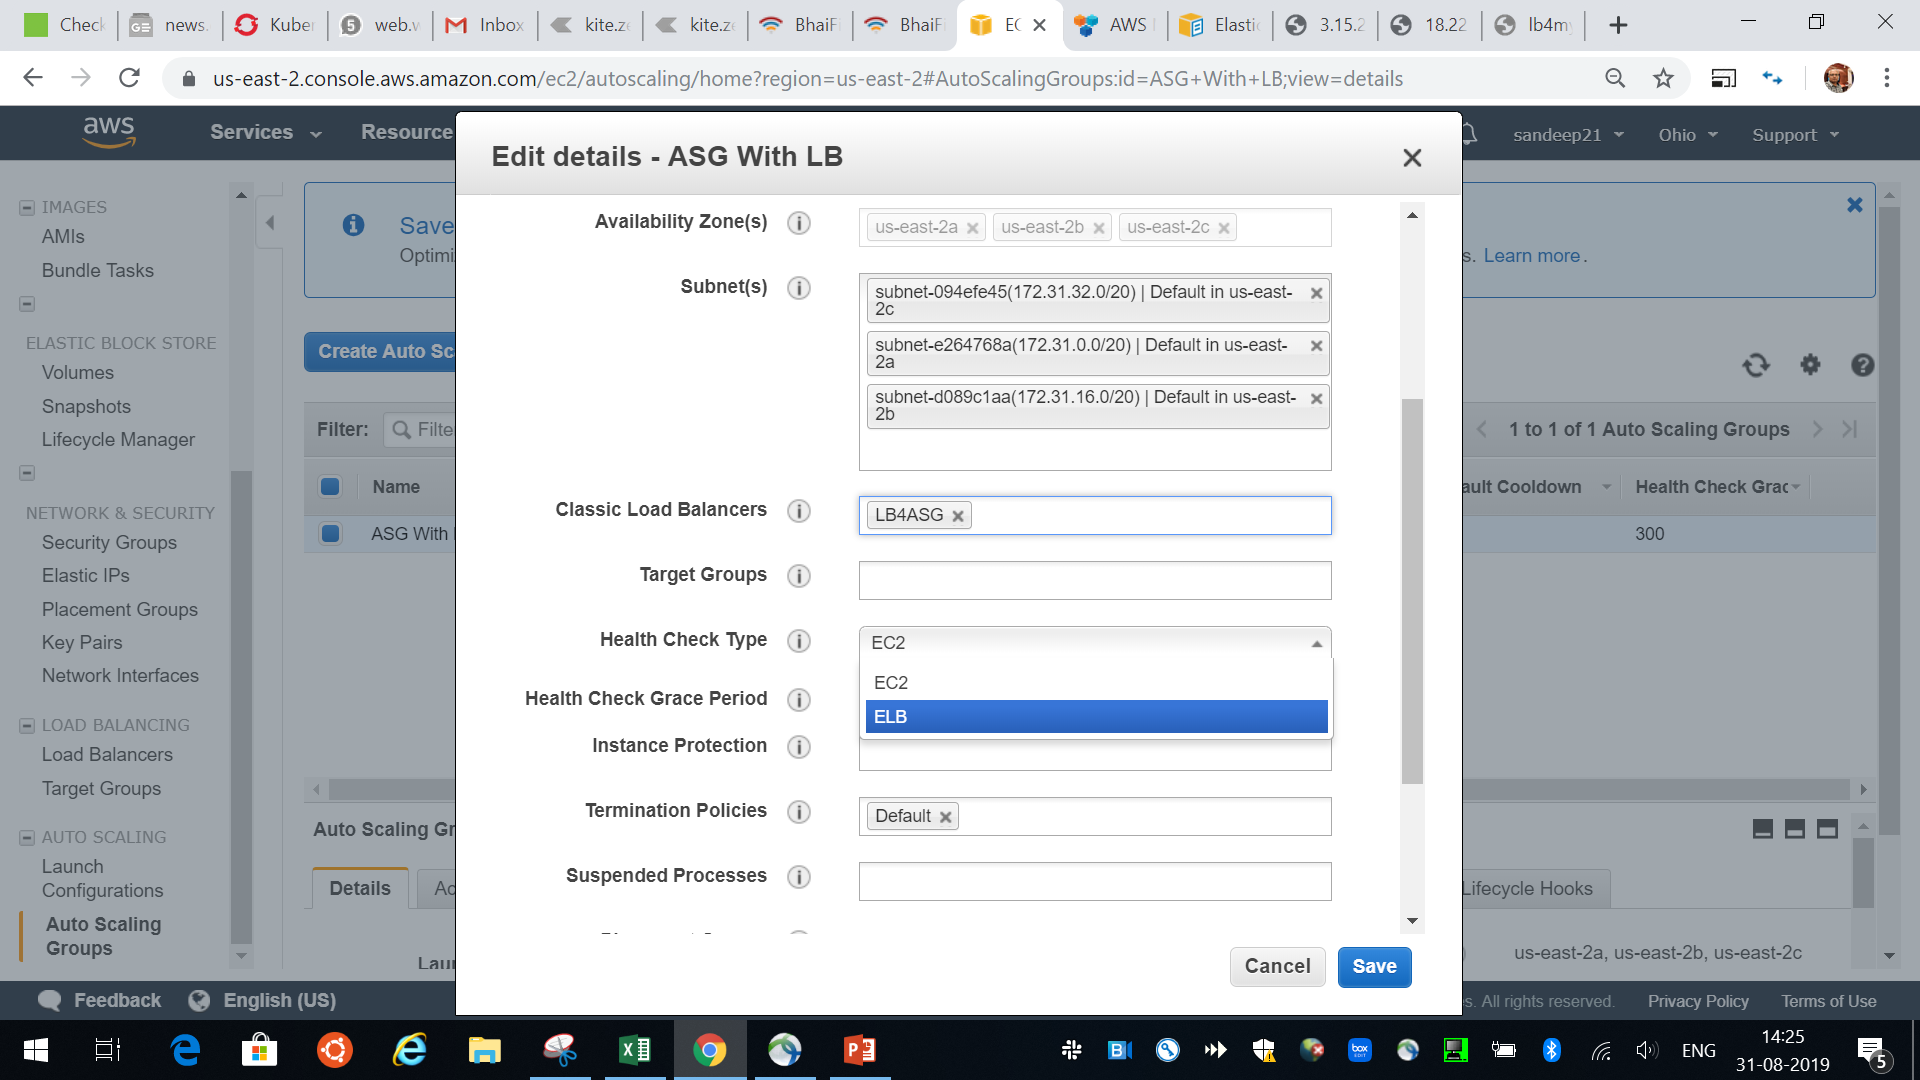 Check
news.
Kuber
web.w
Inbox
kite.ze
kite.ze
BhaiFi
BhaiFi
EC
AWS
Elastic
3.15.2
18.22
lb4my
us-east-2.console.aws.amazon.com/ec2/autoscaling/home?region=us-east-2#AutoScalingGroups:id=ASG+With+LB;view=details
aws
Services
Resource
sandeep21
Ohio
Support
IMAGES
AMIs
Bundle Tasks
ELASTIC BLOCK STORE
Volumes
Snapshots
Lifecycle Manager
NETWORK & SECURITY
Security Groups
Elastic IPs
Placement Groups
Key Pairs
Network Interfaces
LOAD BALANCING
Load Balancers
Target Groups
AUTO SCALING
Launch
Configurations
Auto Scaling
Groups
Save
Optimi
s. Learn more.
Create Auto Sc
Filter:
Filte
1 to 1 of 1 Auto Scaling Groups
Name
ault Cooldown
Health Check Grac
ASG With
300
Auto Scaling Gr
Details
Ac
Lifecycle Hooks
Lau
us-east-2a, us-east-2b, us-east-2c
Edit details - ASG With LB
Availability Zone(s)
us-east-2a
us-east-2b
us-east-2c
Subnet(s)
subnet-094efe45(172.31.32.0/20) | Default in us-east-
2c
subnet-e264768a(172.31.0.0/20) | Default in us-east-
2a
subnet-d089c1aa(172.31.16.0/20) | Default in us-east-
2b
Classic Load Balancers
LB4ASG
Target Groups
Health Check Type
EC2
EC2
ELB
Health Check Grace Period
Instance Protection
Termination Policies
Default
Suspended Processes
Cancel
Save
Feedback
English (US)
s. All rights reserved.
Privacy Policy
Terms of Use
ENG
14:25
31-08-2019
5